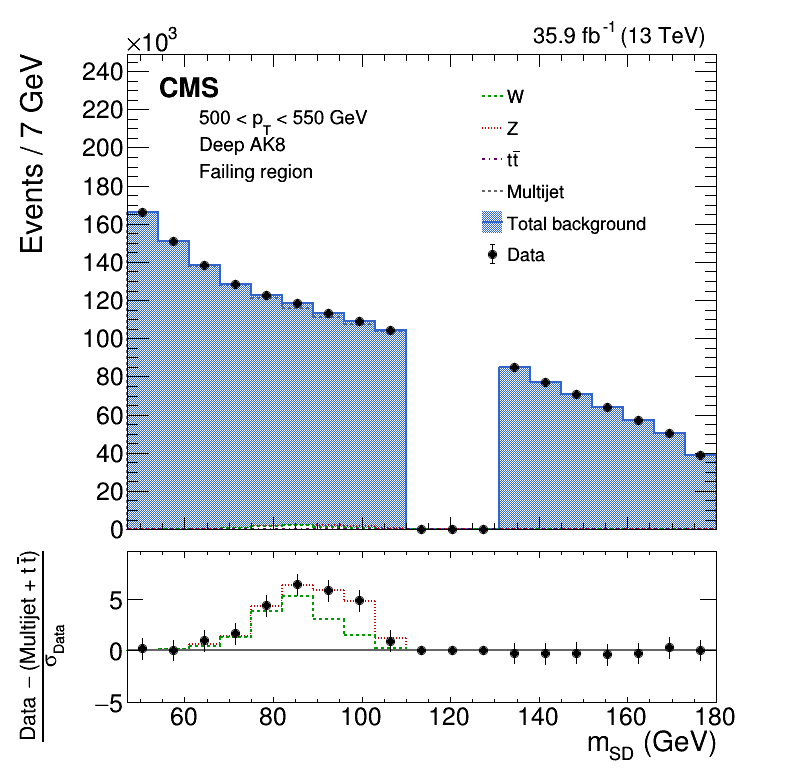 ×10³
35.9 fb⁻¹ (13 TeV)
Events / 7 GeV
240
220
200
180
160
140
120
100
80
60
40
20
0
CMS
500 < p_T < 550 GeV
Deep AK8
Failing region
W
Z
tt̄
Multijet
Total background
Data
Data − (Multijet + t t̄)
σ_Data
5
0
−5
60 80 100 120 140 160 180
m_SD (GeV)